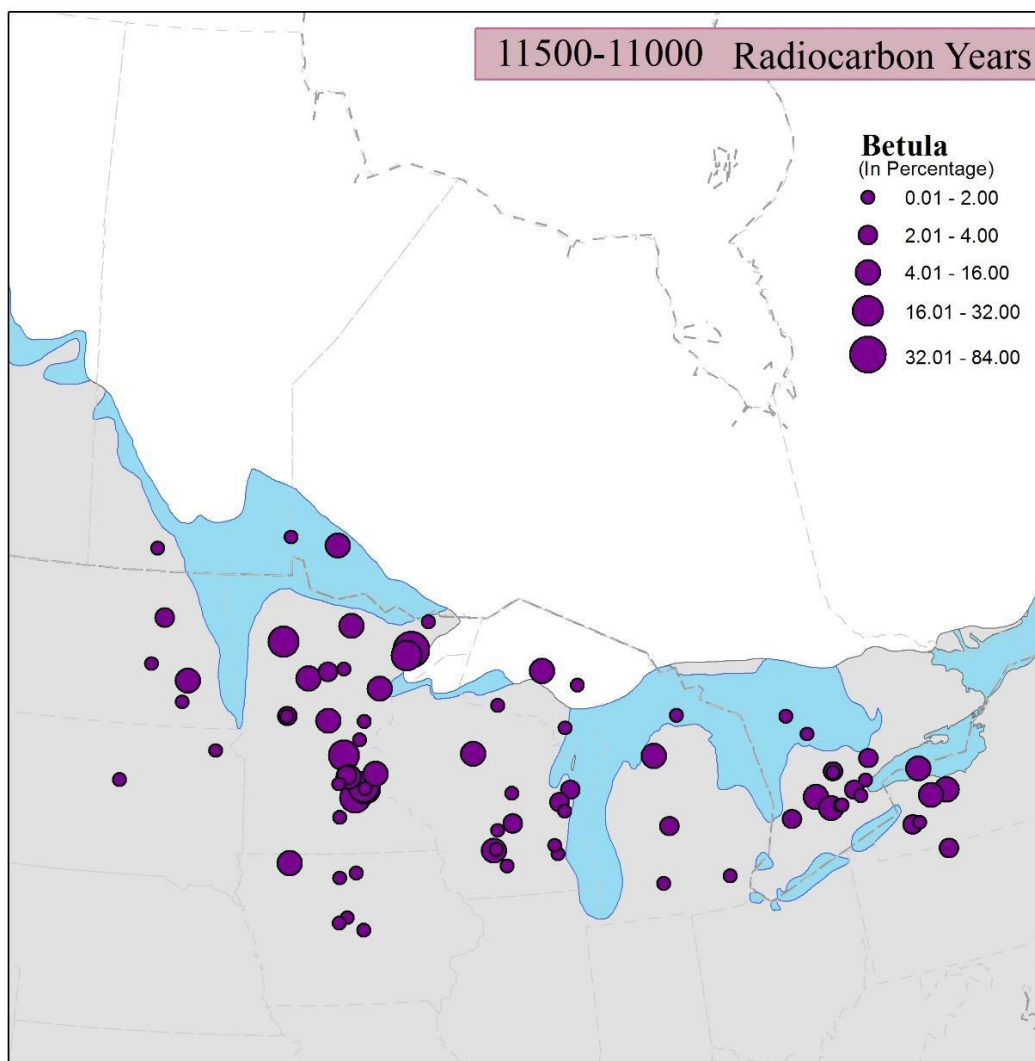 11500-11000 Radiocarbon Years
Betula
(In Percentage)
0.01 - 2.00
2.01 - 4.00
4.01 - 16.00
16.01 - 32.00
32.01 - 84.00